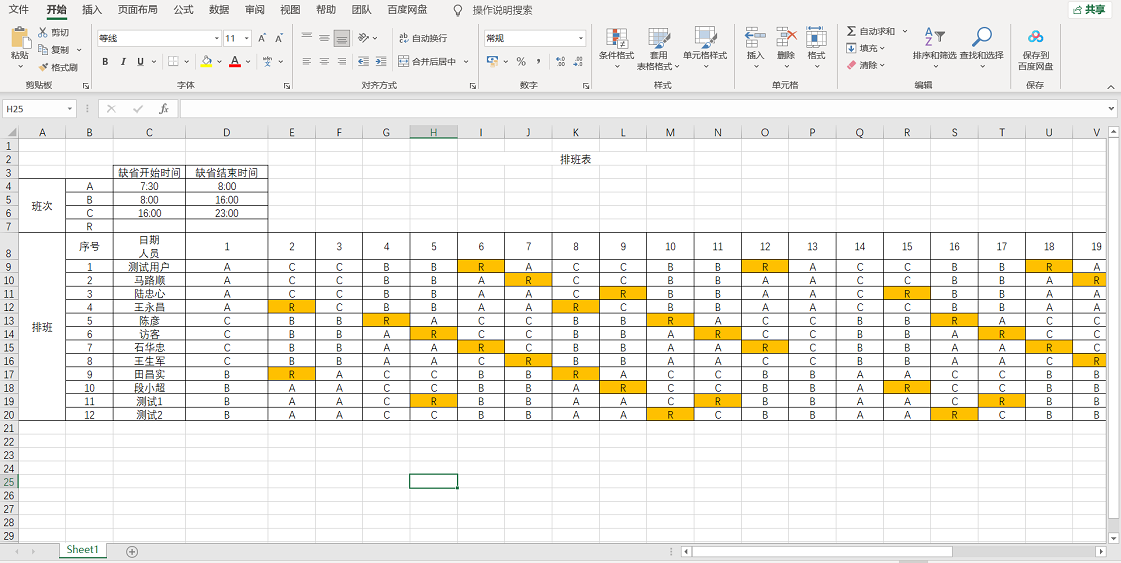 文件 开始 插入 页面布局 公式 数据 审阅 视图 帮助 团队 百度网盘 操作说明搜索 共享
剪切 等线 11 A A ab 自动换行 常规 自动求和
粘贴 复制 条件格式 套用 单元格样式 插入 删除 格式 填充 排序和筛选 查找和选择 保存到
格式刷 B I U A 合并后居中 % 表格格式 清除 百度网盘
剪贴板 字体 对齐方式 数字 样式 单元格 编辑 保存
H25 fx
A B C D E F G H I J K L M N O P Q R S T U V
1
2 排班表
3 缺省开始时间 缺省结束时间
4 A 7:30 8:00
5 班次 B 8:00 16:00
6 C 16:00 23:00
7 R
8 序号 日期 人员 1 2 3 4 5 6 7 8 9 10 11 12 13 14 15 16 17 18 19
9 1 测试用户 A C C B B R A C C B B R A C C B B R A
10 2 马路顺 A C C B B A R C C B B A A C C B B A R
11 3 陆忠心 A C C B B A A C R B B A A C R B B A A
12 4 王永昌 A R C B B A A R C B B A A C C B B A A
13 排班 5 陈彦 C B B R A C C B B R A C C B B R A C C
14 6 访客 C B B A R C C B B A R C C B B A R C C
15 7 石华忠 C B B A A R C B B A A R C B B A A R C
16 8 王生军 C B B A A C R B B A A C C B B A A C R
17 9 田昌实 B R A C C B B R A C C B B A A C C B B
18 10 段小超 B A A C C B B A R C C B B A R C C B B
19 11 测试1 B A A C R B B A A C R B B A A C R B B
20 12 测试2 B A A C C B B A A R C B B A A R C B B
21
22
23
24
25
26
27
28
29
Sheet1